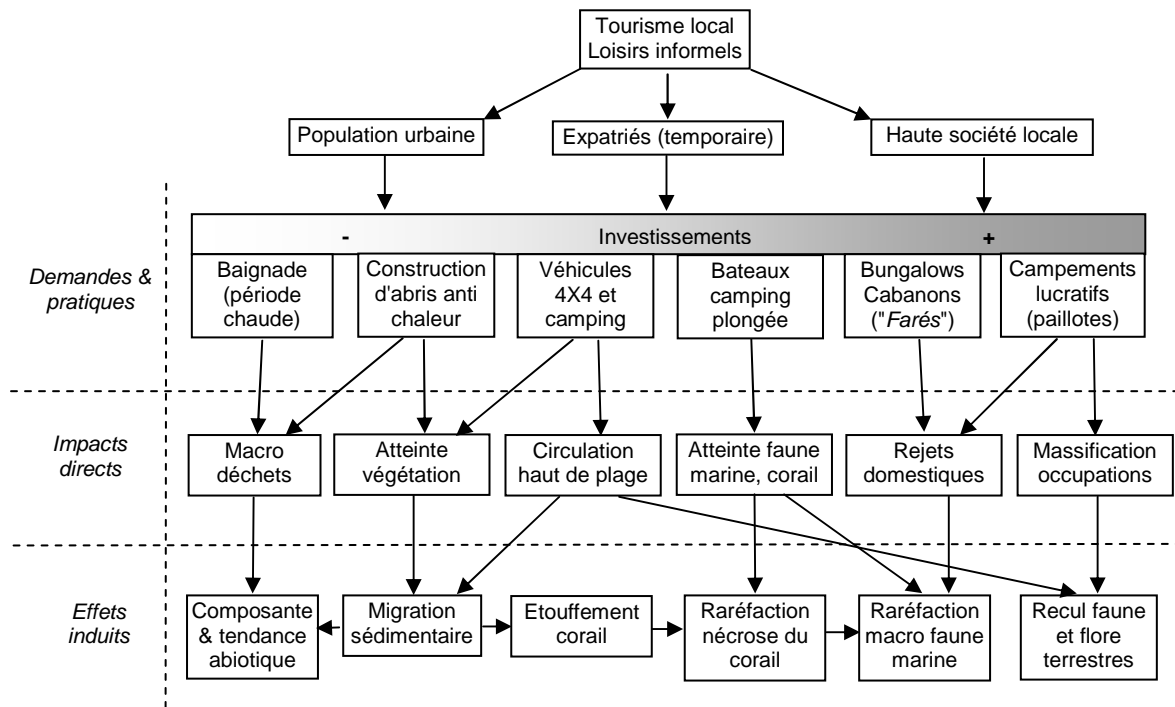 Tourisme local
Loisirs informels
Population urbaine
Expatriés (temporaire)
Haute société locale
- Investissements +
Demandes &
pratiques
Baignade
(période
chaude)
Construction
d'abris anti
chaleur
Véhicules
4X4 et
camping
Bateaux
camping
plongée
Bungalows
Cabanons
("Farés")
Campements
lucratifs
(paillotes)
Impacts
directs
Macro
déchets
Atteinte
végétation
Circulation
haut de plage
Atteinte faune
marine, corail
Rejets
domestiques
Massification
occupations
Effets
induits
Composante
& tendance
abiotique
Migration
sédimentaire
Etouffement
corail
Raréfaction
nécrose du
corail
Raréfaction
macro faune
marine
Recul faune
et flore
terrestres